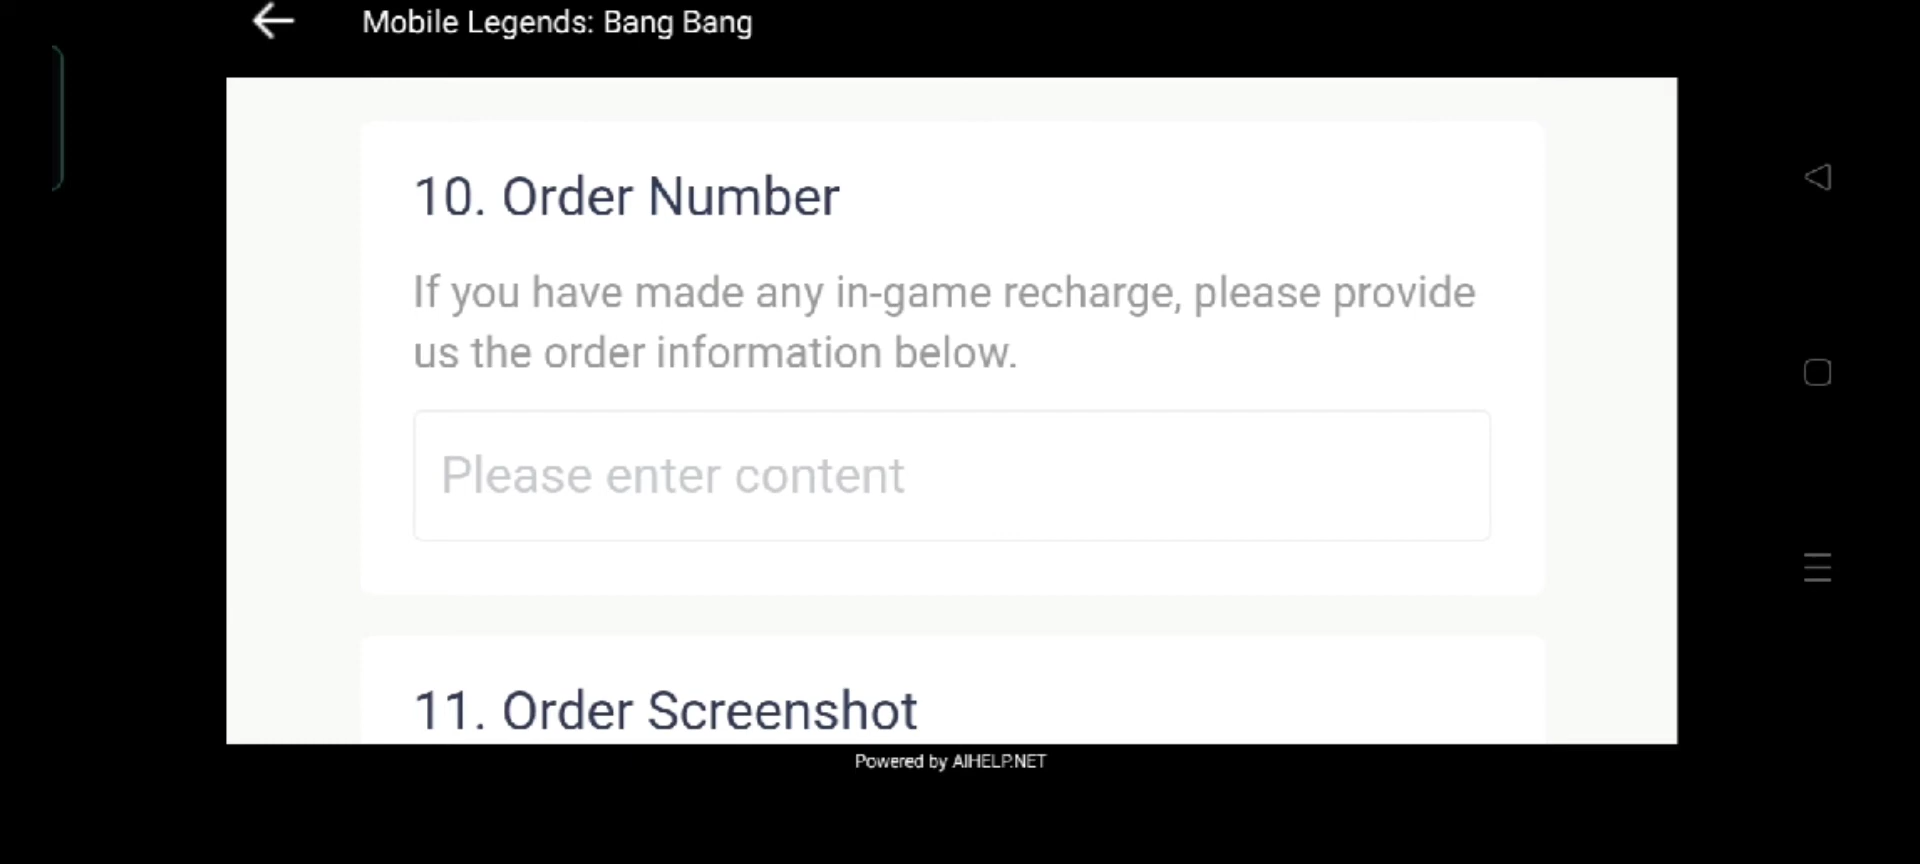 Mobile Legends: Bang Bang
10. Order Number
If you have made any in-game recharge, please provide
us the order information below.
Please enter content
11. Order Screenshot
Powered by AIHELP.NET